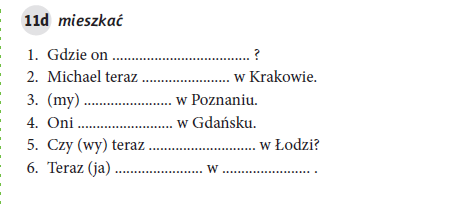 11d mieszkać
1. Gdzie on ................................... ?
2. Michael teraz ....................... w Krakowie.
3. (my) ....................... w Poznaniu.
4. Oni ......................... w Gdańsku.
5. Czy (wy) teraz ............................ w Łodzi?
6. Teraz (ja) ....................... w ....................... .